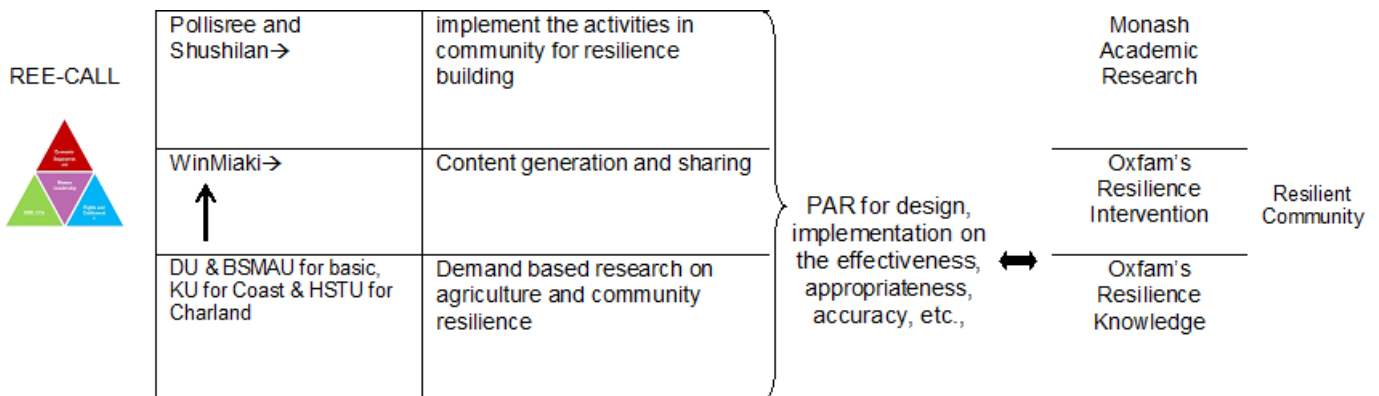 REE-CALL
Pollisree and
Shushilan→
implement the activities in
community for resilience
building
WinMiaki→
Content generation and sharing
DU & BSMAU for basic,
KU for Coast & HSTU for
Charland
Demand based research on
agriculture and community
resilience
PAR for design,
implementation on
the effectiveness,
appropriateness,
accuracy, etc.,
Monash
Academic
Research
Oxfam's
Resilience
Intervention
Oxfam's
Resilience
Knowledge
Resilient
Community